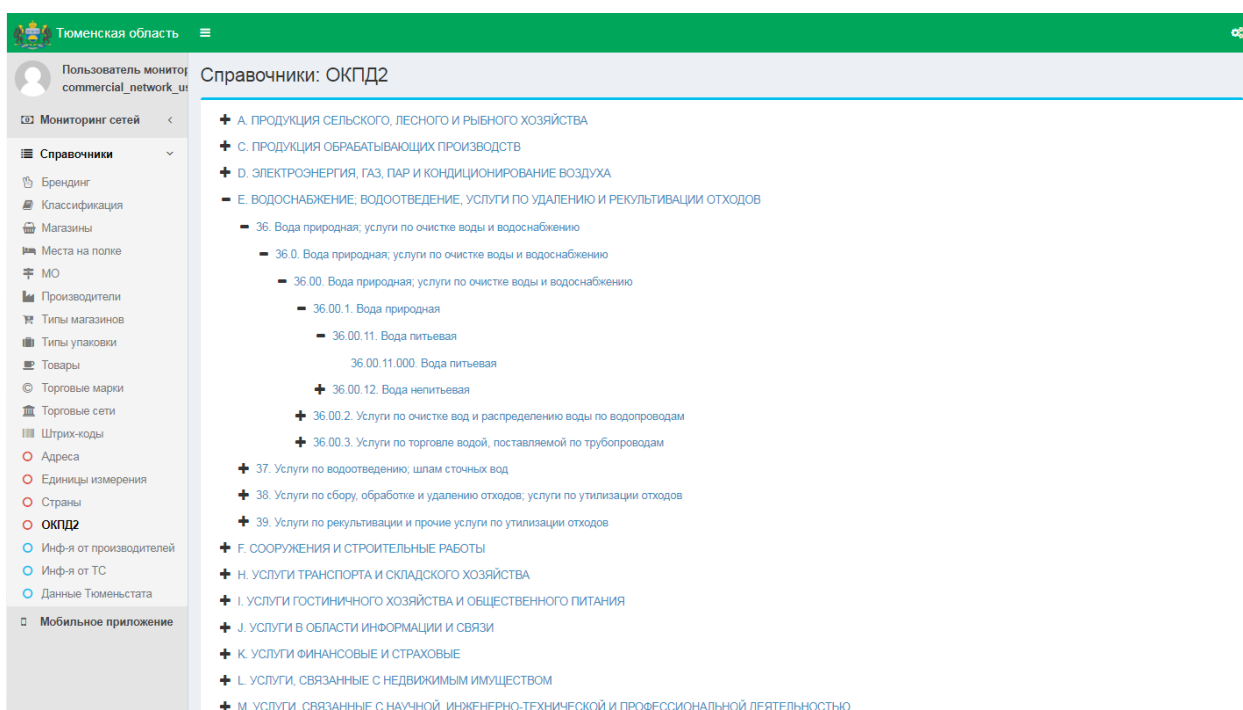 Тюменская область
Пользователь монитор
commercial_network_us
Мониторинг сетей
Справочники
Брендинг
Классификация
Магазины
Места на полке
МО
Производители
Типы магазинов
Типы упаковки
Товары
Торговые марки
Торговые сети
Штрих-коды
Адреса
Единицы измерения
Страны
ОКПД2
Инф-я от производителей
Инф-я от ТС
Данные Тюменьстата
Мобильное приложение
Справочники: ОКПД2
A. ПРОДУКЦИЯ СЕЛЬСКОГО, ЛЕСНОГО И РЫБНОГО ХОЗЯЙСТВА
C. ПРОДУКЦИЯ ОБРАБАТЫВАЮЩИХ ПРОИЗВОДСТВ
D. ЭЛЕКТРОЭНЕРГИЯ, ГАЗ, ПАР И КОНДИЦИОНИРОВАНИЕ ВОЗДУХА
E. ВОДОСНАБЖЕНИЕ; ВОДООТВЕДЕНИЕ, УСЛУГИ ПО УДАЛЕНИЮ И РЕКУЛЬТИВАЦИИ ОТХОДОВ
36. Вода природная; услуги по очистке воды и водоснабжению
36.0. Вода природная; услуги по очистке воды и водоснабжению
36.00. Вода природная; услуги по очистке воды и водоснабжению
36.00.1. Вода природная
36.00.11. Вода питьевая
36.00.11.000. Вода питьевая
36.00.12. Вода непитьевая
36.00.2. Услуги по очистке вод и распределению воды по водопроводам
36.00.3. Услуги по торговле водой, поставляемой по трубопроводам
37. Услуги по водоотведению; шлам сточных вод
38. Услуги по сбору, обработке и удалению отходов; услуги по утилизации отходов
39. Услуги по рекультивации и прочие услуги по утилизации отходов
F. СООРУЖЕНИЯ И СТРОИТЕЛЬНЫЕ РАБОТЫ
H. УСЛУГИ ТРАНСПОРТА И СКЛАДСКОГО ХОЗЯЙСТВА
I. УСЛУГИ ГОСТИНИЧНОГО ХОЗЯЙСТВА И ОБЩЕСТВЕННОГО ПИТАНИЯ
J. УСЛУГИ В ОБЛАСТИ ИНФОРМАЦИИ И СВЯЗИ
K. УСЛУГИ ФИНАНСОВЫЕ И СТРАХОВЫЕ
L. УСЛУГИ, СВЯЗАННЫЕ С НЕДВИЖИМЫМ ИМУЩЕСТВОМ
M. УСЛУГИ, СВЯЗАННЫЕ С НАУЧНОЙ, ИНЖЕНЕРНО-ТЕХНИЧЕСКОЙ И ПРОФЕССИОНАЛЬНОЙ ДЕЯТЕЛЬНОСТЬЮ